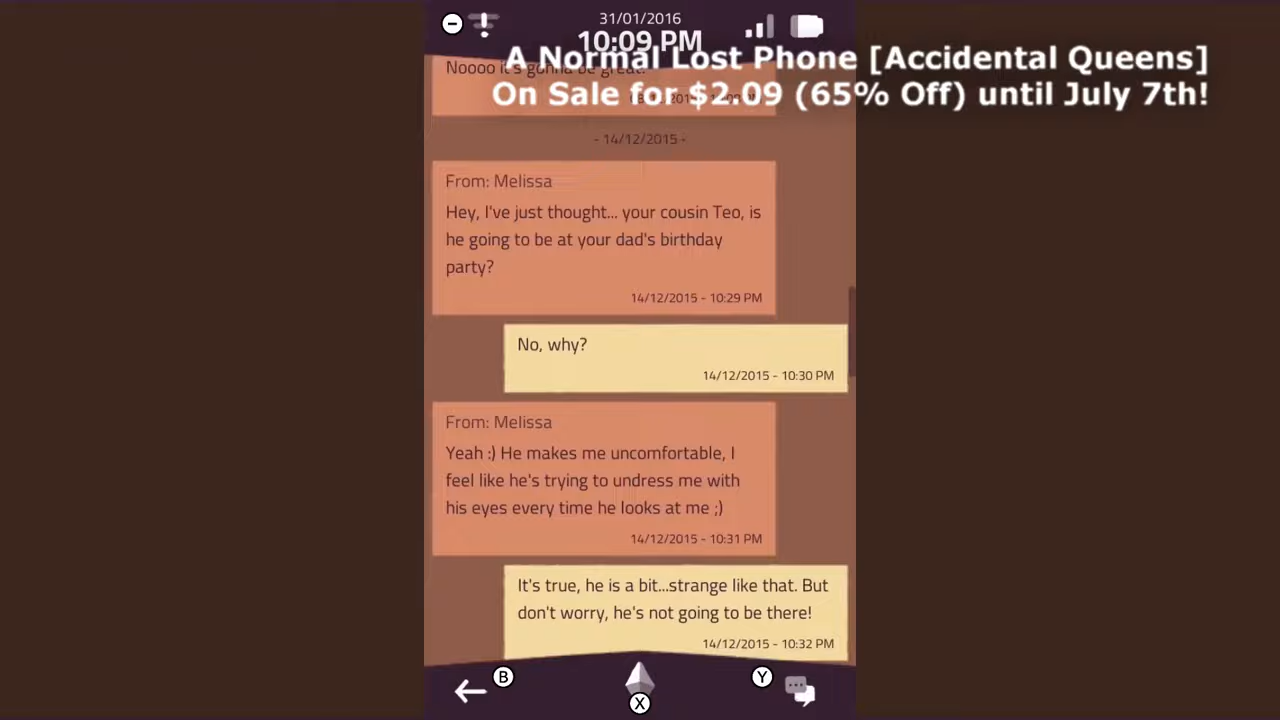 31/01/2016
10:09 PM
A Normal Lost Phone [Accidental Queens]
On Sale for $2.09 (65% Off) until July 7th!
Noooo it's gonna be great.
- 14/12/2015 -
From: Melissa
Hey, I've just thought... your cousin Teo, is
he going to be at your dad's birthday
party?
14/12/2015 - 10:29 PM
No, why?
14/12/2015 - 10:30 PM
From: Melissa
Yeah :) He makes me uncomfortable, I
feel like he's trying to undress me with
his eyes every time he looks at me ;)
14/12/2015 - 10:31 PM
It's true, he is a bit...strange like that. But
don't worry, he's not going to be there!
14/12/2015 - 10:32 PM
B
X
Y